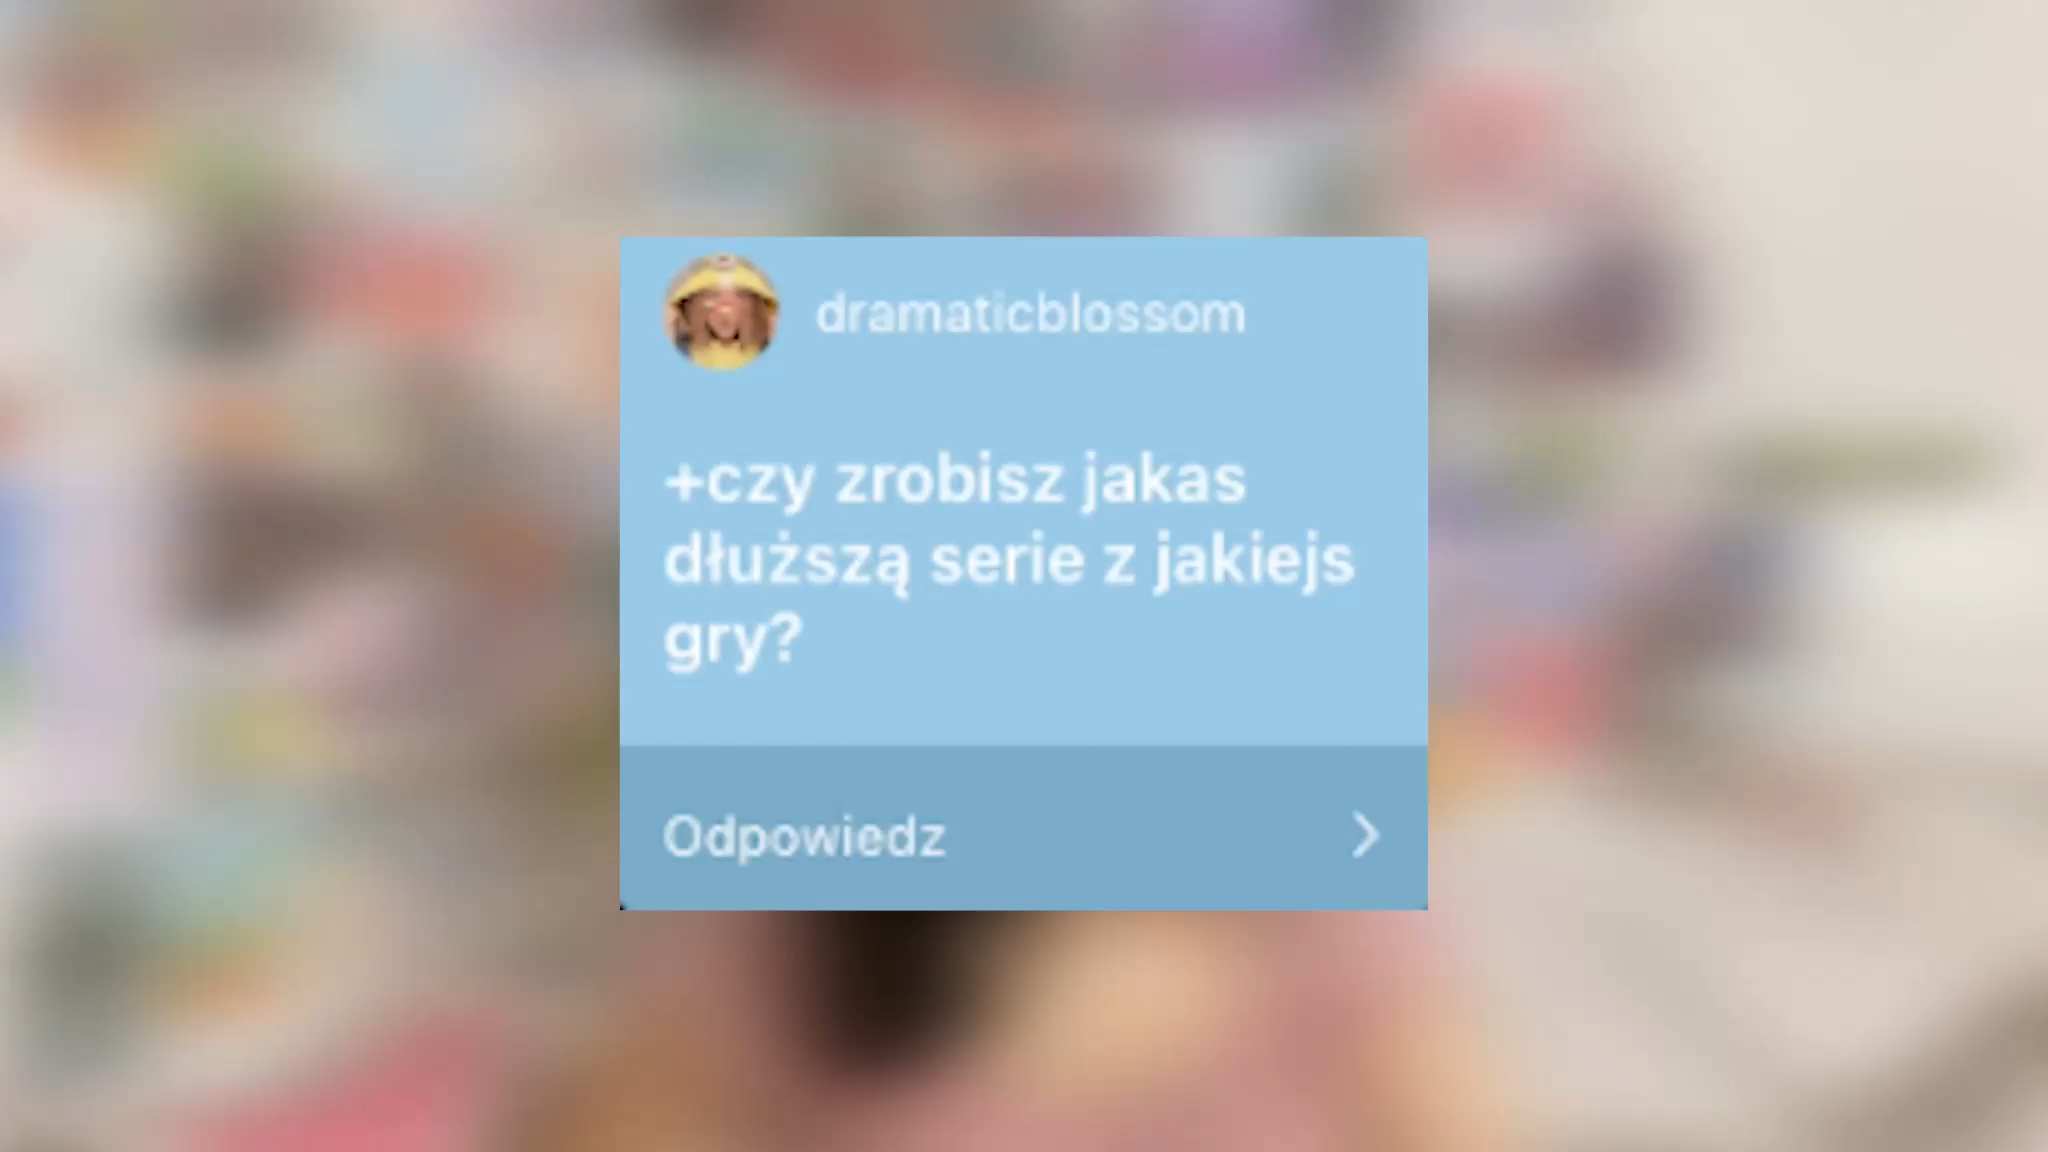 dramaticblossom
+czy zrobisz jakas
dłuższą serie z jakiejs
gry?
Odpowiedz